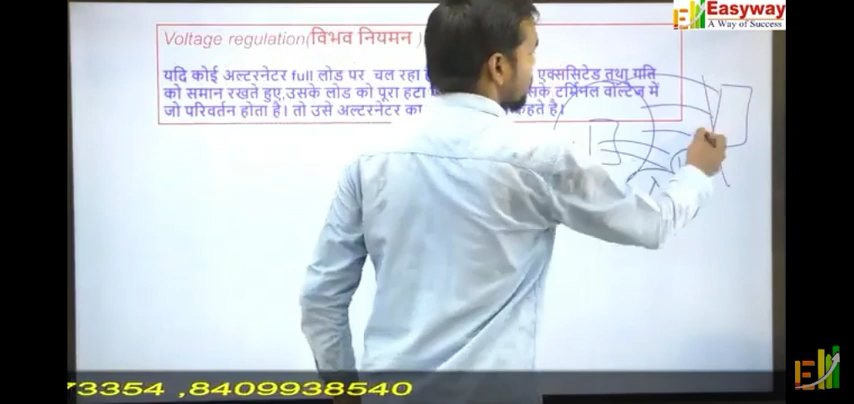 Easyway
A Way of Success
Voltage regulation(विभव नियमन )
यदि कोई अल्टरनेटर full लोड पर चल रहा एक्ससिटेड तथा गति
को समान रखते हुए,उसके लोड को पूरा हटा टर्मिनल वोल्टेज में
जो परिवर्तन होता है। तो उसे अल्टरनेटर का कहते है।
73354 ,8409938540